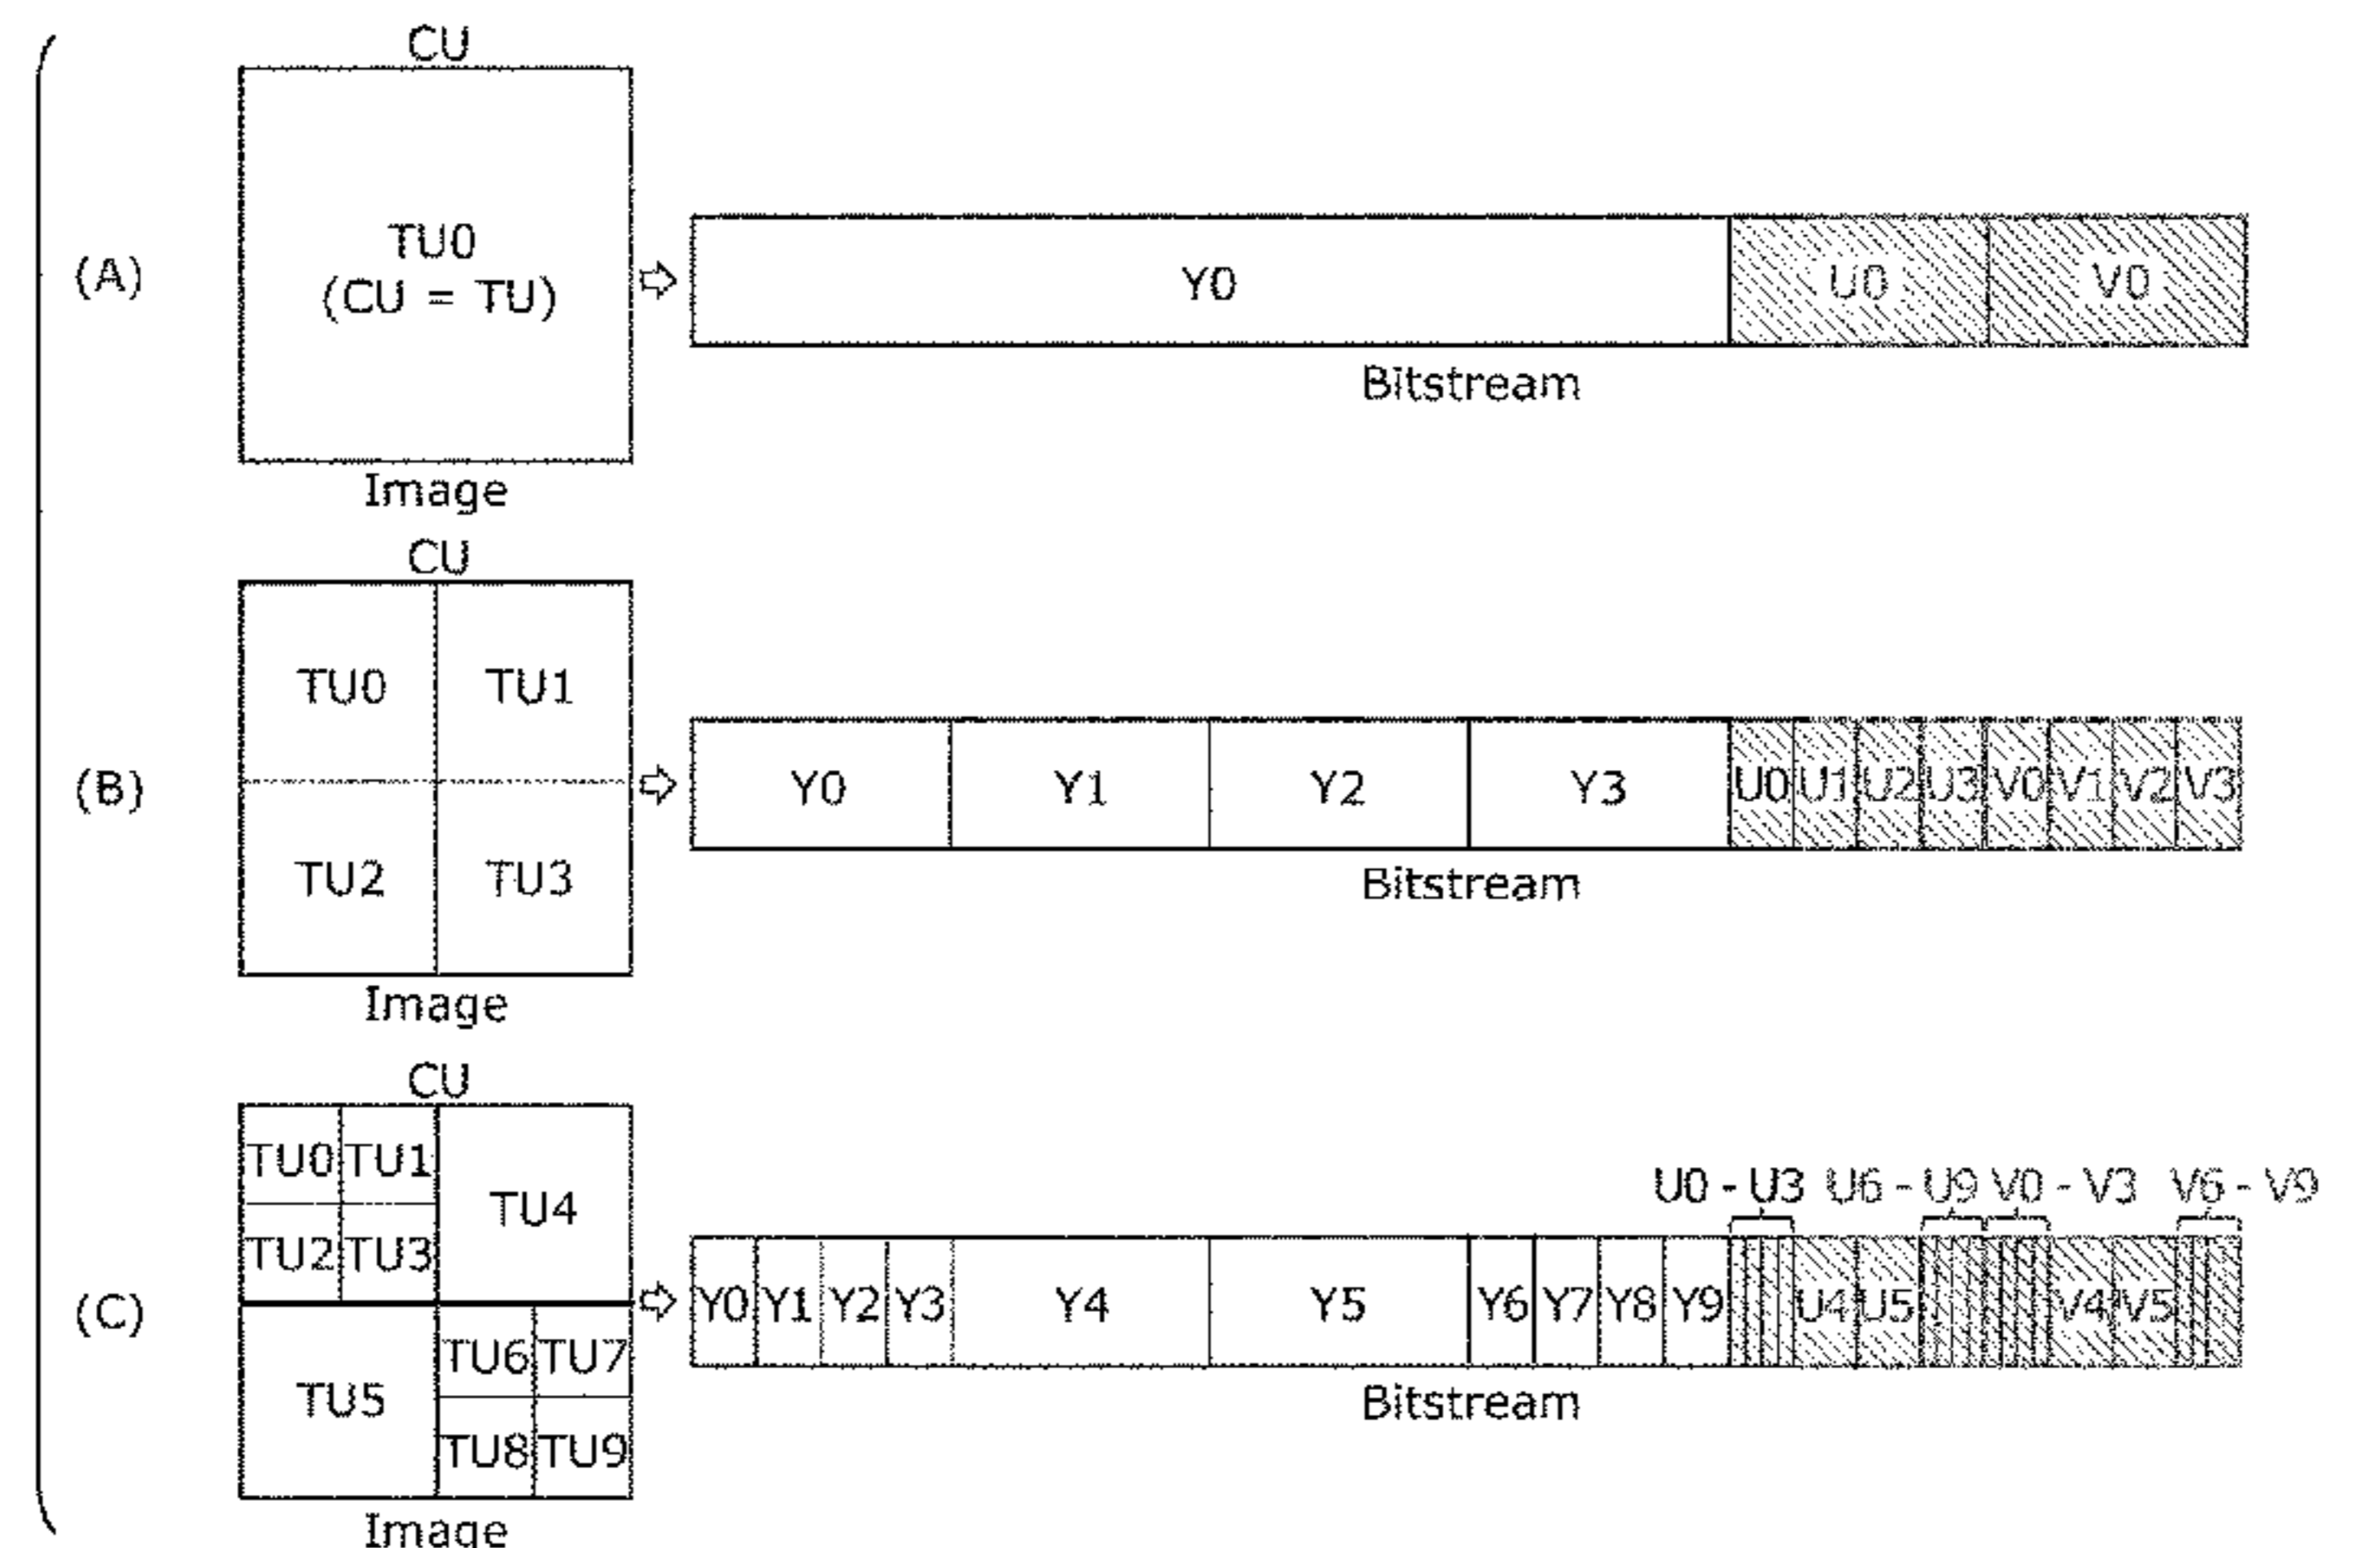 CU
(A)
TU0
(CU = TU)
Y0 U0 V0
Bitstream
Image
CU
(B)
TU0 TU1
TU2 TU3
Y0 Y1 Y2 Y3 U0 U1 U2 U3 V0 V1 V2 V3
Bitstream
Image
CU
(C)
TU0 TU1
TU4
TU2 TU3
TU5
TU6 TU7
TU8 TU9
U0 - U3 U6 - U9 V0 - V3 V6 - V9
Y0 Y1 Y2 Y3 Y4 Y5 Y6 Y7 Y8 Y9 U4 U5 V4 V5
Bitstream
Image